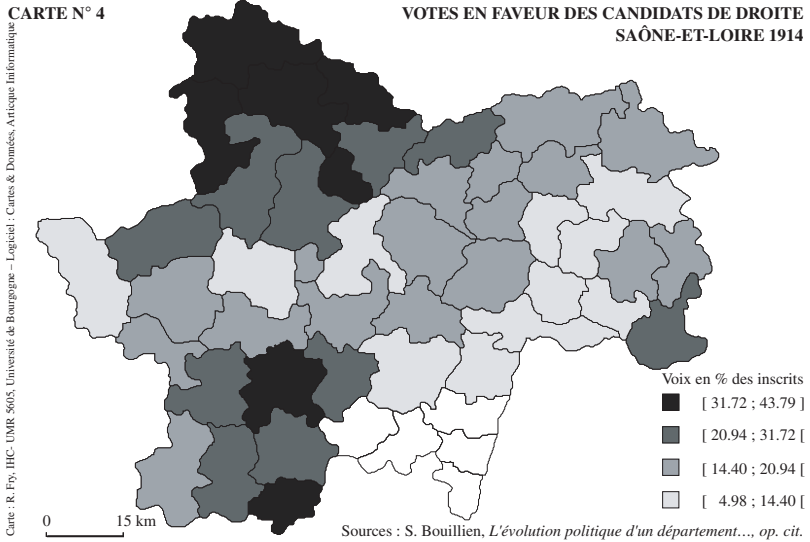 CARTE N° 4
VOTES EN FAVEUR DES CANDIDATS DE DROITE
SAÔNE-ET-LOIRE 1914
Carte : R. Fry, IHC- UMR 5605, Université de Bourgogne – Logiciel : Cartes & Données, Articque Iniformatique
Voix en % des inscrits
[ 31.72 ; 43.79 ]
[ 20.94 ; 31.72 [
[ 14.40 ; 20.94 [
[ 4.98 ; 14.40 [
0 15 km
Sources : S. Bouillien, L'évolution politique d'un département…, op. cit.